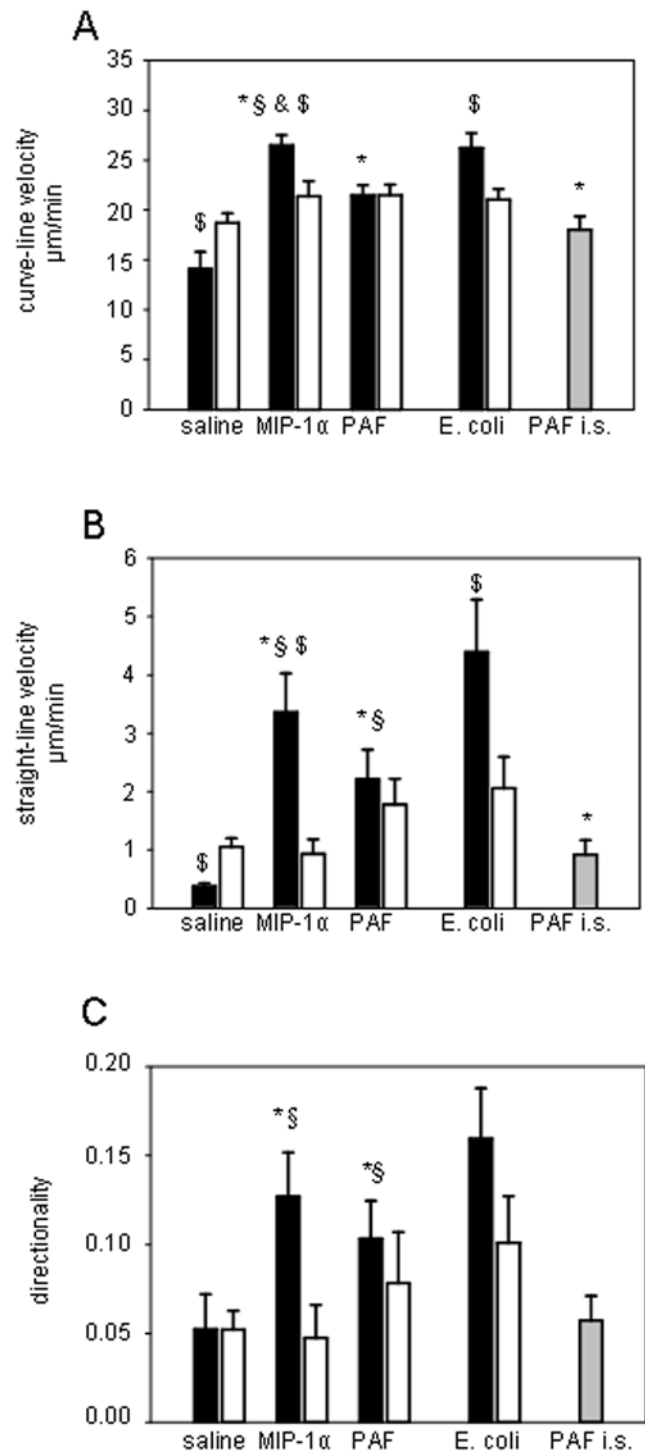 A
curve-line velocity
µm/min
35
30
25
20
15
10
5
0
* § & $
$
*
$
*
saline MIP-1α PAF E. coli PAF i.s.
B
straight-line velocity
µm/min
6
5
4
3
2
1
0
$
* § $
* §
$
*
saline MIP-1α PAF E. coli PAF i.s.
C
directionality
0.20
0.15
0.10
0.05
0.00
* §
*§
saline MIP-1α PAF E. coli PAF i.s.